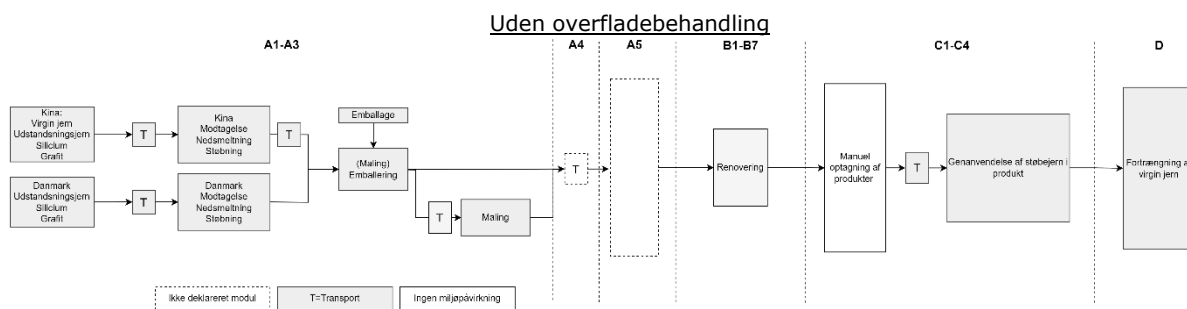 Uden overfladebehandling
A1-A3
A4
A5
B1-B7
C1-C4
D
Kina:
Virgin jern
Udstandsningsjern
Silicium
Grafit
T
Kina
Modtagelse
Nedsmeltning
Støbning
T
Emballage
(Maling)
Emballering
Danmark
Udstandsningsjern
Silicium
Grafit
T
Danmark
Modtagelse
Nedsmeltning
Støbning
T
Maling
T
Renovering
Manuel
optagning af
produkter
T
Genanvendelse af støbejern i
produkt
Fortrængning a
virgin jern
Ikke deklareret modul
T=Transport
Ingen miljøpåvirkning